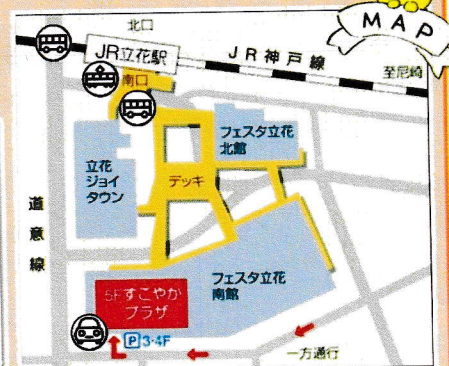 MAP
北口
JR立花駅
JR神戸線
至尼崎
南口
フェスタ立花
北館
立花
ジョイ
タウン
デッキ
道意線
フェスタ立花
南館
5Fすこやか
プラザ
P 3・4F
一方通行